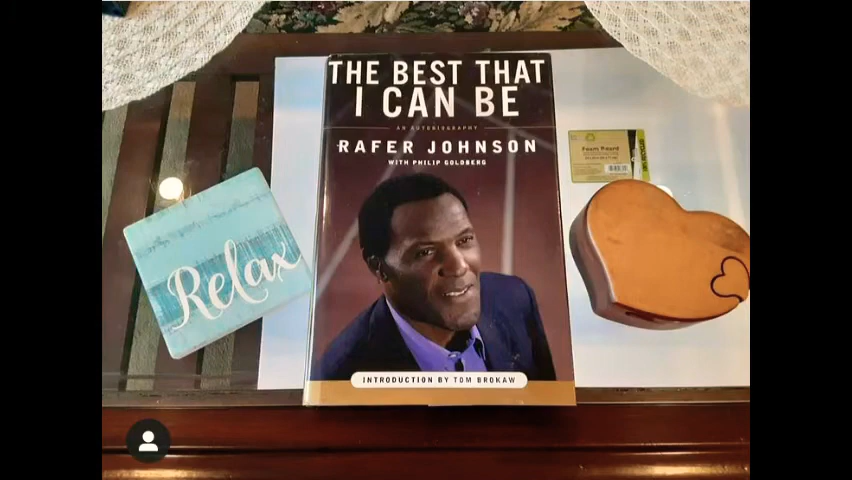 THE BEST THAT
I CAN BE
AN AUTOBIOGRAPHY
RAFER JOHNSON
WITH PHILIP GOLDBERG
INTRODUCTION BY TOM BROKAW
Relax
Foam Board